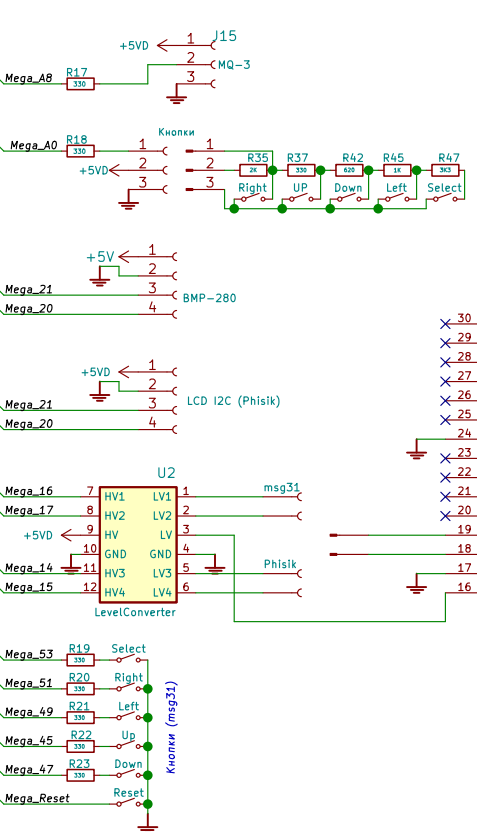 J15
+5VD 1
2 MQ-3
Mega_A8 R17 330 3
Кнопки
Mega_A0 R18 330 1 1
+5VD 2 2 R35 2K R37 330 R42 620 R45 1K R47 3K3
3 3 Right UP Down Left Select
+5V 1
2
Mega_21 3 BMP-280
Mega_20 4
+5VD 1
2
LCD I2C (Phisik)
Mega_21 3
Mega_20 4
30
29
28
27
26
25
24
23
22
21
20
19
18
17
16
U2
Mega_16 7 HV1 LV1 1 msg31
Mega_17 8 HV2 LV2 2
+5VD 9 HV LV 3
10 GND GND 4
Mega_14 11 HV3 LV3 5 Phisik
Mega_15 12 HV4 LV4 6
LevelConverter
Mega_53 R19 330 Select
Mega_51 R20 330 Right
Mega_49 R21 330 Left
Mega_45 R22 330 Up
Mega_47 R23 330 Down
Mega_Reset Reset
Кнопки (msg31)